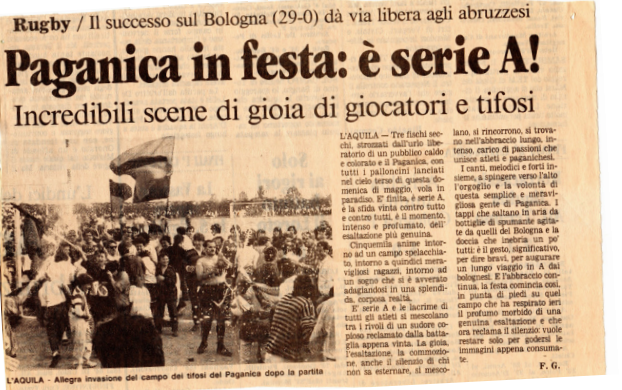 Rugby / Il successo sul Bologna (29-0) dà via libera agli abruzzesi
Paganica in festa: è serie A!
Incredibili scene di gioia di giocatori e tifosi
L'AQUILA — Tre fischi sec-
chi, stromzati dall'urlo libe-
ratorio di un pubblico caldo
e colorato e il Paganica, con
tutti i palloncini lanciati
nel cielo terso di questa do-
menica di maggio, vola in
paradiso. E' finita, è serie A,
è la sfida vinta contro tutto
e contro tutti, è il momento,
intenso e profumato, dell'
esaltazione più genuina.
Cinquemila anime intor-
no ad un campo spelacchia-
to, intorno a quindici mera-
vigliosi ragazzi, intorno ad
un sogno che si è avverato
adagiandosi in una splendi-
da, corposa realtà.
E' serie A e le lacrime di
tutti gli atleti si mescolano
tra i rivoli di un sudore co-
pioso reclamato dalla batta-
glia appena vinta. La gioia,
l'esaltazione, la commozio-
ne, anche il silenzio di chi
non sa esternare, si mesco-
lano, si rincorrono, si trova-
no nell'abbraccio lungo, in-
tenso, carico di passioni che
unisce atleti e paganichesi.
I canti, melodici e forti in-
sieme, a spingere verso l'alto
l'orgoglio e la volontà di
questa semplice e meravi-
gliosa gente di Paganica. I
tappi che saltano in aria da
bottiglie di spumante agita-
te da quelli del Bologna e la
doccia che inebria un po'
tutti: è il gesto, significativo,
per dire bravi, per augurare
un lungo viaggio in A dai
bolognesi. E l'abbraccio con-
tinua, la festa comincia così,
in punta di piedi su quel
campo che ha respirato ieri
il profumo morbido di una
genuina esaltazione e che
ora reclama il silenzio: vuole
restare solo per godersi le
immagini appena consuma-
te.
F. G.
L'AQUILA - Allegra invasione del campo dei tifosi del Paganica dopo la partita